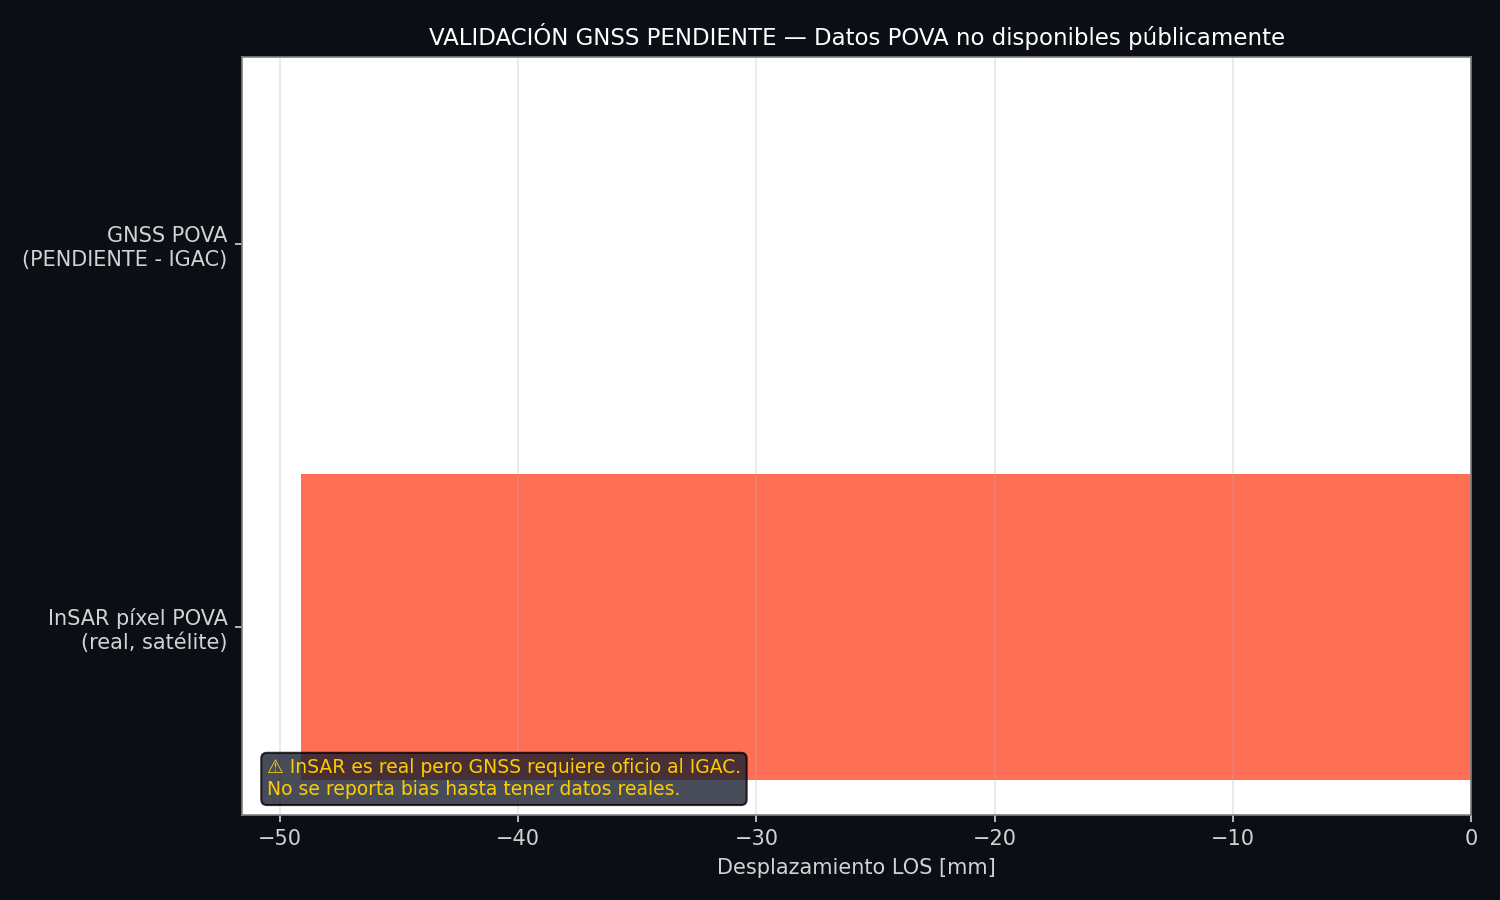 VALIDACIÓN GNSS PENDIENTE — Datos POVA no disponibles públicamente
GNSS POVA
(PENDIENTE - IGAC)
InSAR píxel POVA
(real, satélite)
⚠ InSAR es real pero GNSS requiere oficio al IGAC.
No se reporta bias hasta tener datos reales.
−50 −40 −30 −20 −10 0
Desplazamiento LOS [mm]